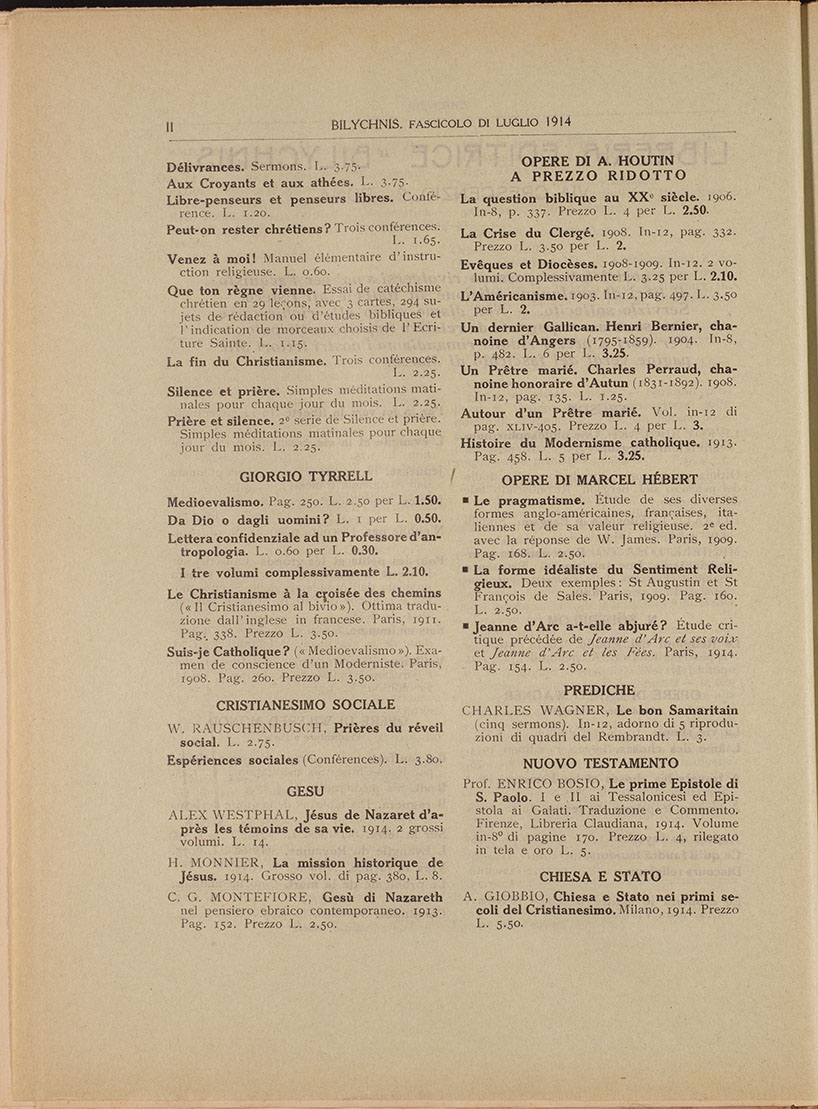 II
BILYCHNIS. FASCICOLO DI LUGLIO 1914
Délivrances. Sermons. L. 3.75.
Aux Croyants et aux athées. L. 3.75.
Libre-penseurs et penseurs libres. Confé-
rence. L. 1.20.
Peut-on rester chrétiens? Trois conférences.
L. 1.65.
Venez à moi! Manuel élémentaire d'instru-
ction religieuse. L. 0.60.
Que ton règne vienne. Essai de catéchisme
chrétien en 29 leçons, avec 3 cartes, 294 su-
jets de rédaction ou d'études bibliques et
l'indication de morceaux choisis de l'Ecri-
ture Sainte. L. 1.15.
La fin du Christianisme. Trois conférences.
L. 2.25.
Silence et prière. Simples méditations mati-
nales pour chaque jour du mois. L. 2.25.
Prière et silence. 2e serie de Silence et prière.
Simples méditations matinales pour chaque
jour du mois. L. 2.25.
GIORGIO TYRRELL
Medioevalismo. Pag. 250. L. 2.50 per L. 1.50.
Da Dio o dagli uomini? L. 1 per L. 0.50.
Lettera confidenziale ad un Professore d'an-
tropologia. L. 0.60 per L. 0.30.
I tre volumi complessivamente L. 2.10.
Le Christianisme à la croisée des chemins
(«Il Cristianesimo al bivio»). Ottima tradu-
zione dall'inglese in francese. Paris, 1911.
Pag. 338. Prezzo L. 3.50.
Suis-je Catholique? («Medioevalismo»). Exa-
men de conscience d'un Moderniste. Paris,
1908. Pag. 260. Prezzo L. 3.50.
CRISTIANESIMO SOCIALE
W. RAUSCHENBUSCH, Prières du réveil
social. L. 2.75.
Espériences sociales (Conférences). L. 3.80.
GESU
ALEX WESTPHAL, Jésus de Nazaret d'a-
près les témoins de sa vie. 1914. 2 grossi
volumi. L. 14.
H. MONNIER, La mission historique de
Jésus. 1914. Grosso vol. di pag. 380, L. 8.
C. G. MONTEFIORE, Gesù di Nazareth
nel pensiero ebraico contemporaneo. 1913.
Pag. 152. Prezzo L. 2.50.
OPERE DI A. HOUTIN
A PREZZO RIDOTTO
La question biblique au XXe siècle. 1906.
In-8, p. 337. Prezzo L. 4 per L. 2.50.
La Crise du Clergé. 1908. In-12, pag. 332.
Prezzo L. 3.50 per L. 2.
Evêques et Diocèses. 1908-1909. In-12. 2 vo-
lumi. Complessivamente L. 3.25 per L. 2.10.
L'Américanisme. 1903. In-12, pag. 497. L. 3.50
per L. 2.
Un dernier Gallican. Henri Bernier, cha-
noine d'Angers (1795-1859). 1904. In-8,
p. 482. L. 6 per L. 3.25.
Un Prêtre marié. Charles Perraud, cha-
noine honoraire d'Autun (1831-1892). 1908.
In-12, pag. 135. L. 1.25.
Autour d'un Prêtre marié. Vol. in-12 di
pag. XLIV-405. Prezzo L. 4 per L. 3.
Histoire du Modernisme catholique. 1913.
Pag. 458. L. 5 per L. 3.25.
OPERE DI MARCEL HÉBERT
▪ Le pragmatisme. Étude de ses diverses
formes anglo-américaines, françaises, ita-
liennes et de sa valeur religieuse. 2e ed.
avec la réponse de W. James. Paris, 1909.
Pag. 168. L. 2.50.
▪ La forme idéaliste du Sentiment Reli-
gieux. Deux exemples: St Augustin et St
François de Sales. Paris, 1909. Pag. 160.
L. 2.50.
▪ Jeanne d'Arc a-t-elle abjuré? Étude cri-
tique précédée de Jeanne d'Arc et ses voix
et Jeanne d'Arc et les Fées. Paris, 1914.
Pag. 154. L. 2.50.
PREDICHE
CHARLES WAGNER, Le bon Samaritain
(cinq sermons). In-12, adorno di 5 riprodu-
zioni di quadri del Rembrandt. L. 3.
NUOVO TESTAMENTO
Prof. ENRICO BOSIO, Le prime Epistole di
S. Paolo. I e II ai Tessalonicesi ed Epi-
stola ai Galati. Traduzione e Commento.
Firenze, Libreria Claudiana, 1914. Volume
in-8° di pagine 170. Prezzo L. 4, rilegato
in tela e oro L. 5.
CHIESA E STATO
A. GIOBBIO, Chiesa e Stato nei primi se-
coli del Cristianesimo. Milano, 1914. Prezzo
L. 5.50.